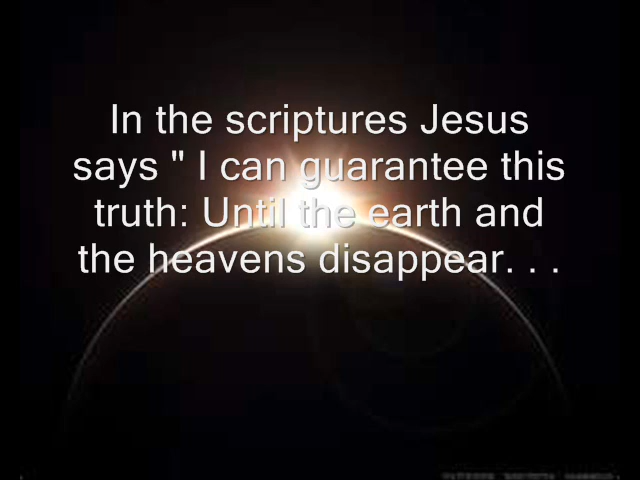 In the scriptures Jesus
says " I can guarantee this
truth: Until the earth and
the heavens disappear. . .